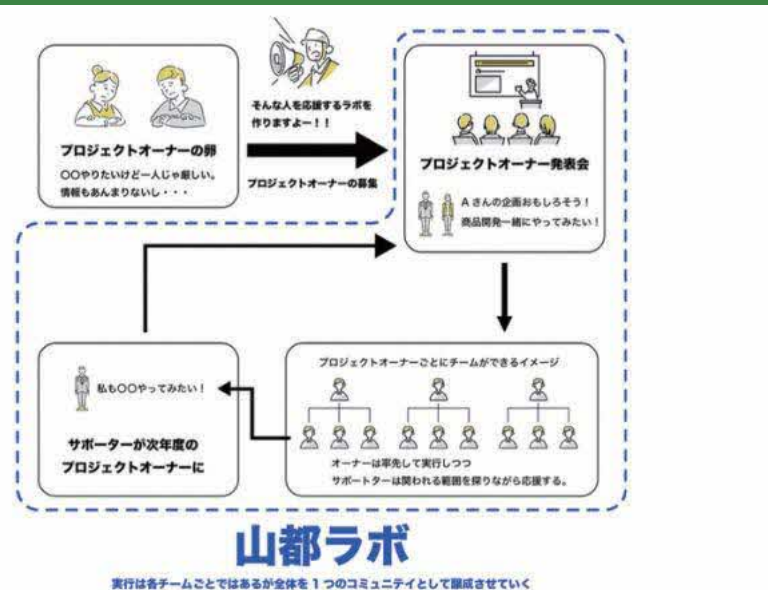 そんな人を応援するラボを
作りますよー！！
プロジェクトオーナーの卵
〇〇やりたいけど一人じゃ厳しい。
情報もあんまりないし・・・
プロジェクトオーナーの募集
プロジェクトオーナー発表会
Aさんの企画おもしろそう！
商品開発一緒にやってみたい！
プロジェクトオーナーごとにチームができるイメージ
オーナーは率先して実行しつつ
サポートターは関われる範囲を探りながら応援する。
私も〇〇やってみたい！
サポーターが次年度の
プロジェクトオーナーに
山都ラボ
実行は各チームごとではあるが全体を1つのコミュニテイとして醸成させていく